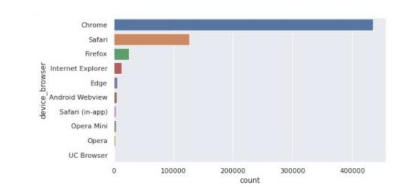 Chrome
Safari
Firefox
Internet Explorer
Edge
Android Webview
Safari (in-app)
Opera Mini
Opera
UC Browser
device_browser
0 100000 200000 300000 400000
count